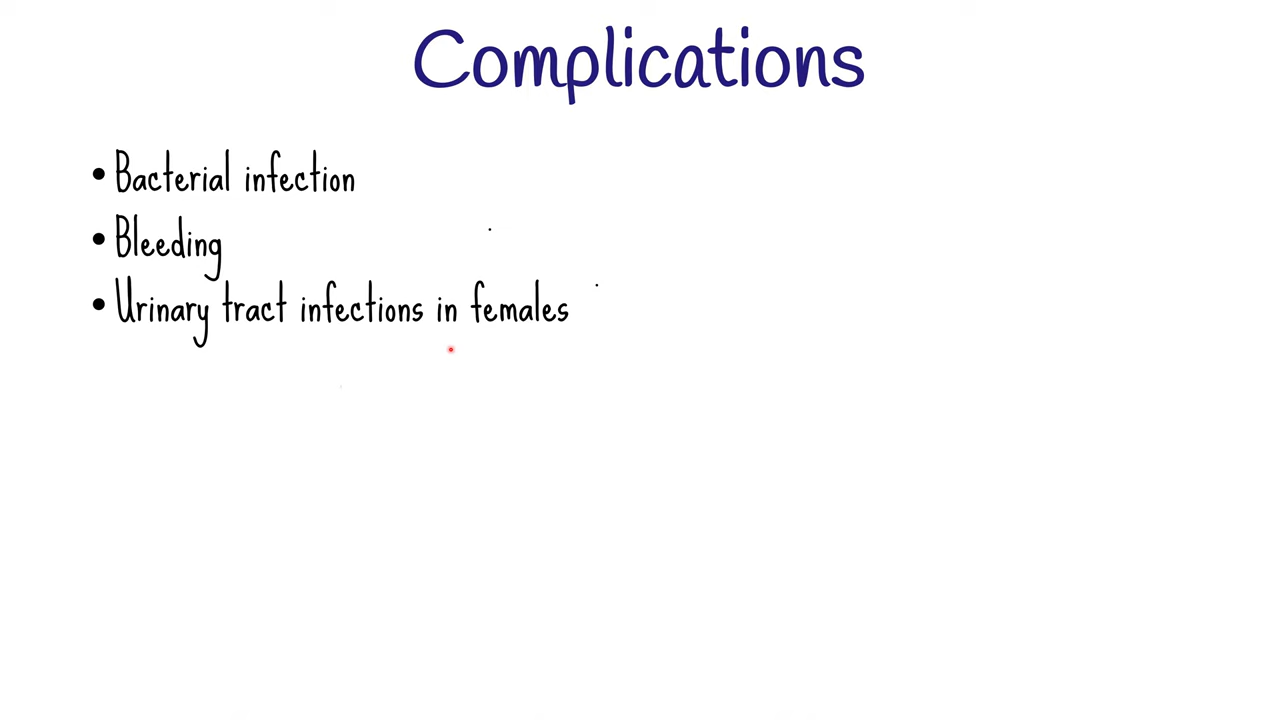 Complications
• Bacterial infection
• Bleeding
• Urinary tract infections in females